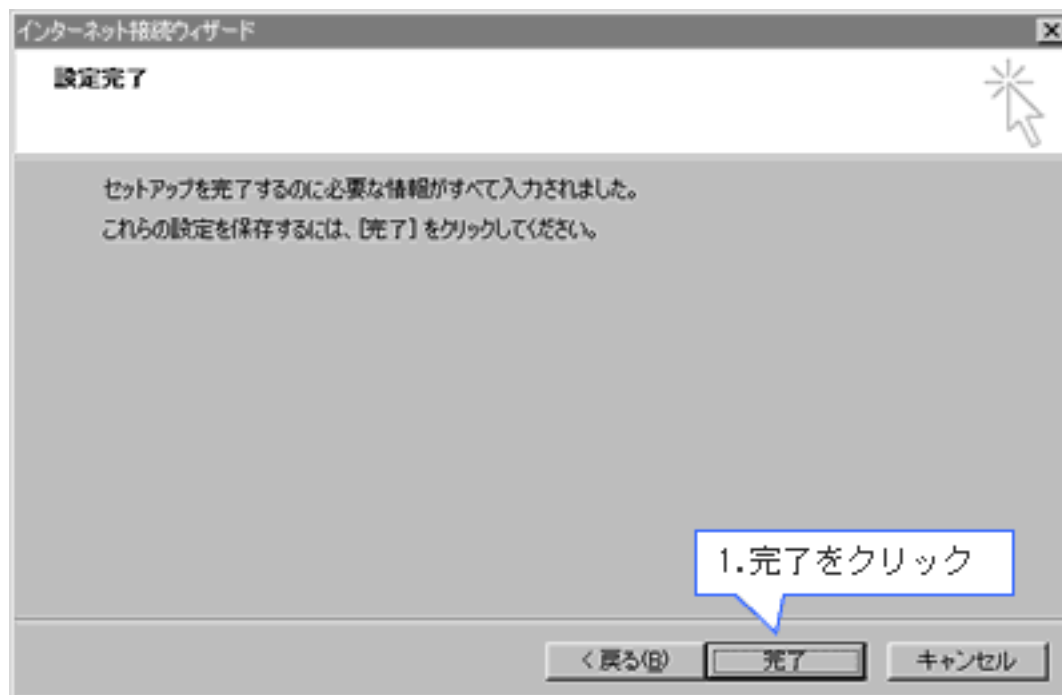 インターネット接続ウィザード
設定完了
セットアップを完了するのに必要な情報がすべて入力されました。
これらの設定を保存するには、[完了] をクリックしてください。
1.完了をクリック
< 戻る(B)
完了
キャンセル